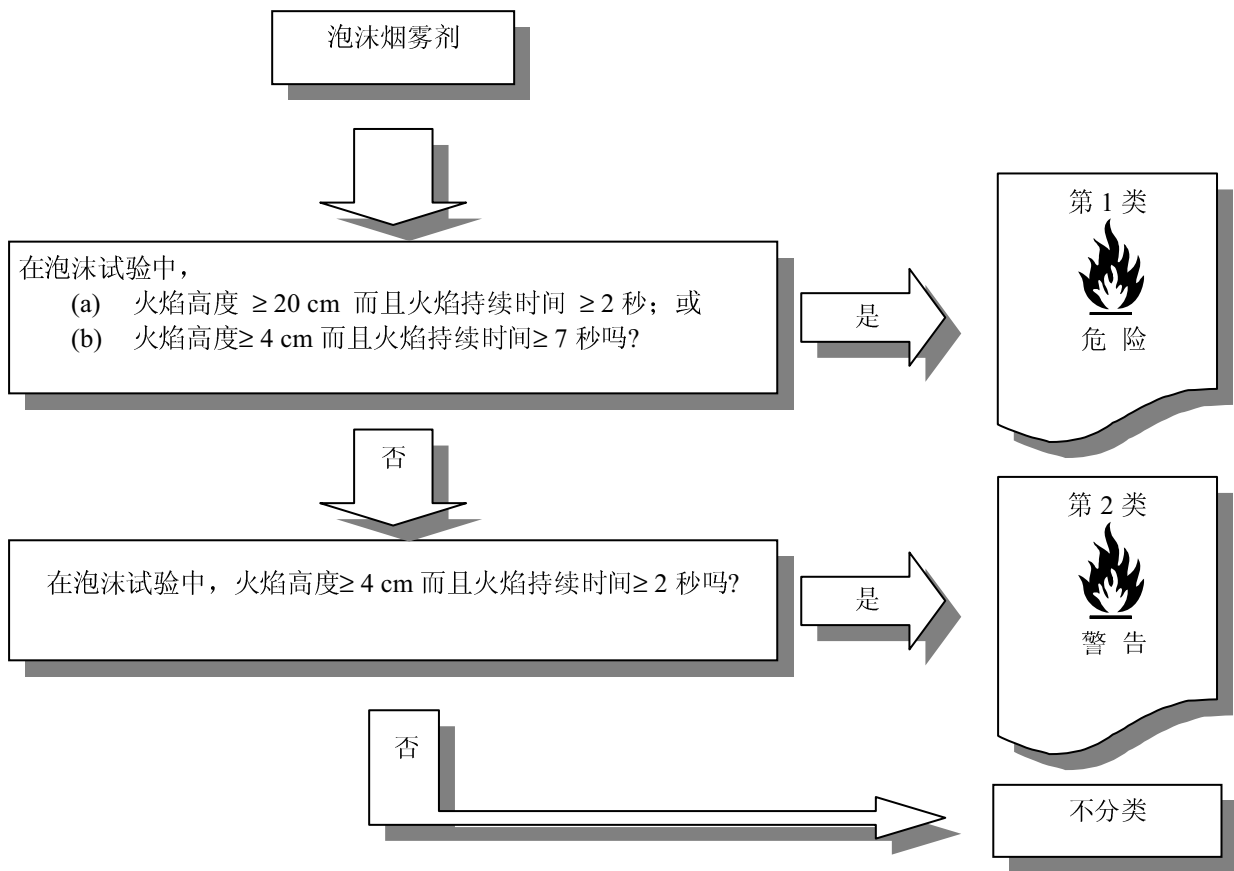 泡沫烟雾剂
第 1 类
危 险
在泡沫试验中，
(a) 火焰高度 ≥ 20 cm 而且火焰持续时间 ≥ 2 秒；或
(b) 火焰高度≥ 4 cm 而且火焰持续时间≥ 7 秒吗?
是
否
第 2 类
警 告
在泡沫试验中，火焰高度≥ 4 cm 而且火焰持续时间≥ 2 秒吗?
是
否
不分类